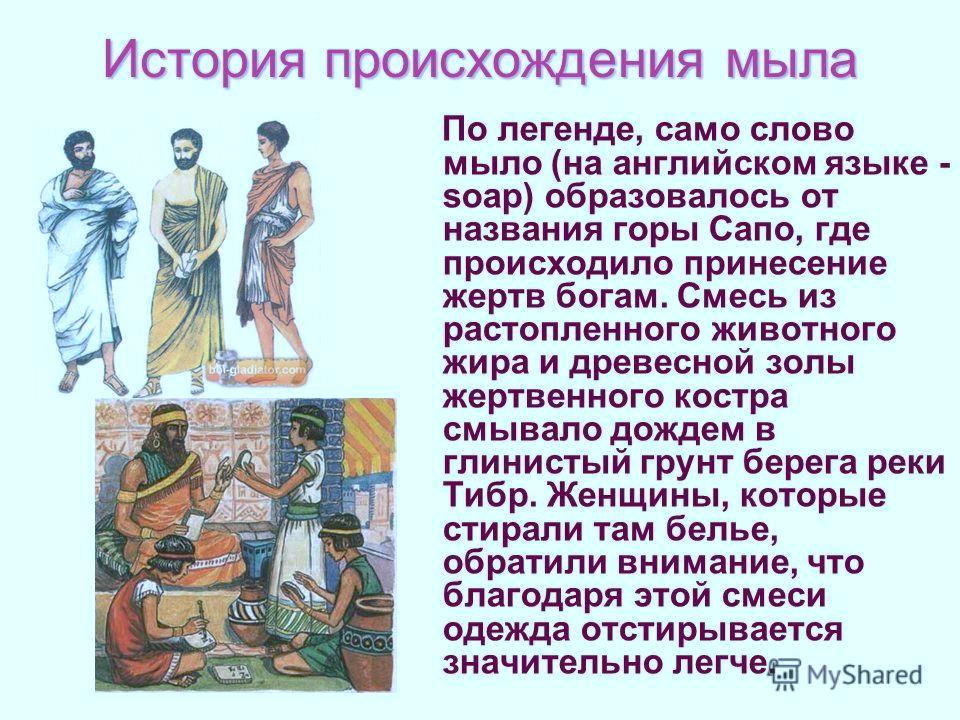 История происхождения мыла
По легенде, само слово
мыло (на английском языке -
soap) образовалось от
названия горы Сапо, где
происходило принесение
жертв богам. Смесь из
растопленного животного
жира и древесной золы
жертвенного костра
смывало дождем в
глинистый грунт берега реки
Тибр. Женщины, которые
стирали там белье,
обратили внимание, что
благодаря этой смеси
одежда отстирывается
значительно легче.
bbl-gladiator.com
MyShared